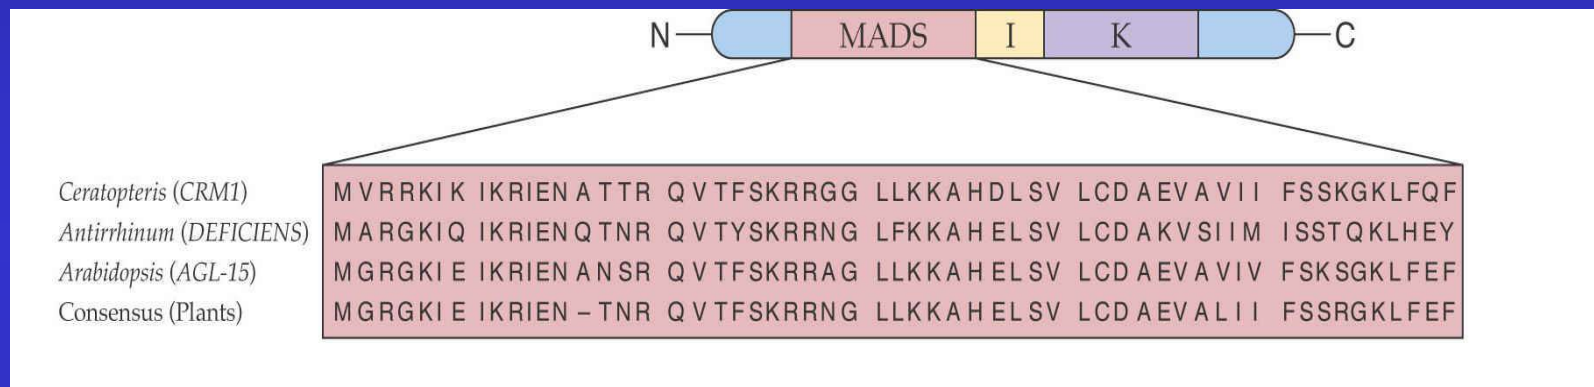 N MADS I K C
Ceratopteris (CRM1) MVRRKIK IKRIENATTR QVTFSKRRGG LLKKAHDLSV LCDAEVAVII FSSKGKLFQF
Antirrhinum (DEFICIENS) MARGKIQ IKRIENQTNR QVTYSKRRNG LFKKAHELSV LCDAKVSIIM ISSTQKLHEY
Arabidopsis (AGL-15) MGRGKIE IKRIENANSR QVTFSKRRAG LLKKAHELSV LCDAEVAVIV FSKSGKLFEF
Consensus (Plants) MGRGKIE IKRIEN–TNR QVTFSKRRNG LLKKAHELSV LCDAEVALII FSSRGKLFEF